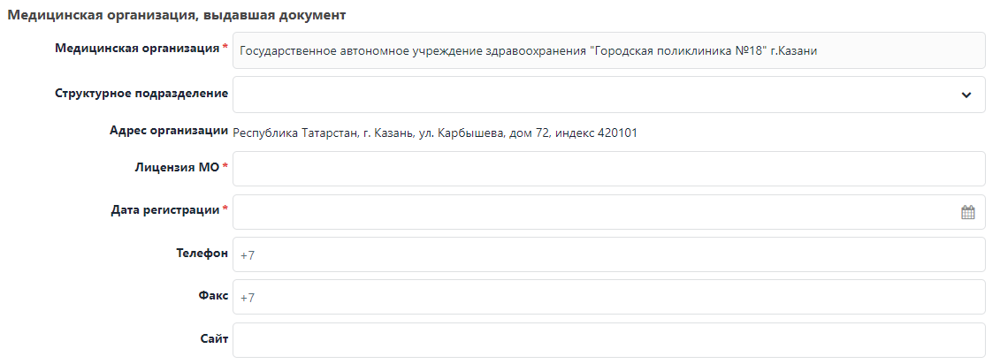 Медицинская организация, выдавшая документ
Медицинская организация * Государственное автономное учреждение здравоохранения "Городская поликлиника №18" г.Казани
Структурное подразделение
Адрес организации Республика Татарстан, г. Казань, ул. Карбышева, дом 72, индекс 420101
Лицензия МО *
Дата регистрации *
Телефон +7
Факс +7
Сайт